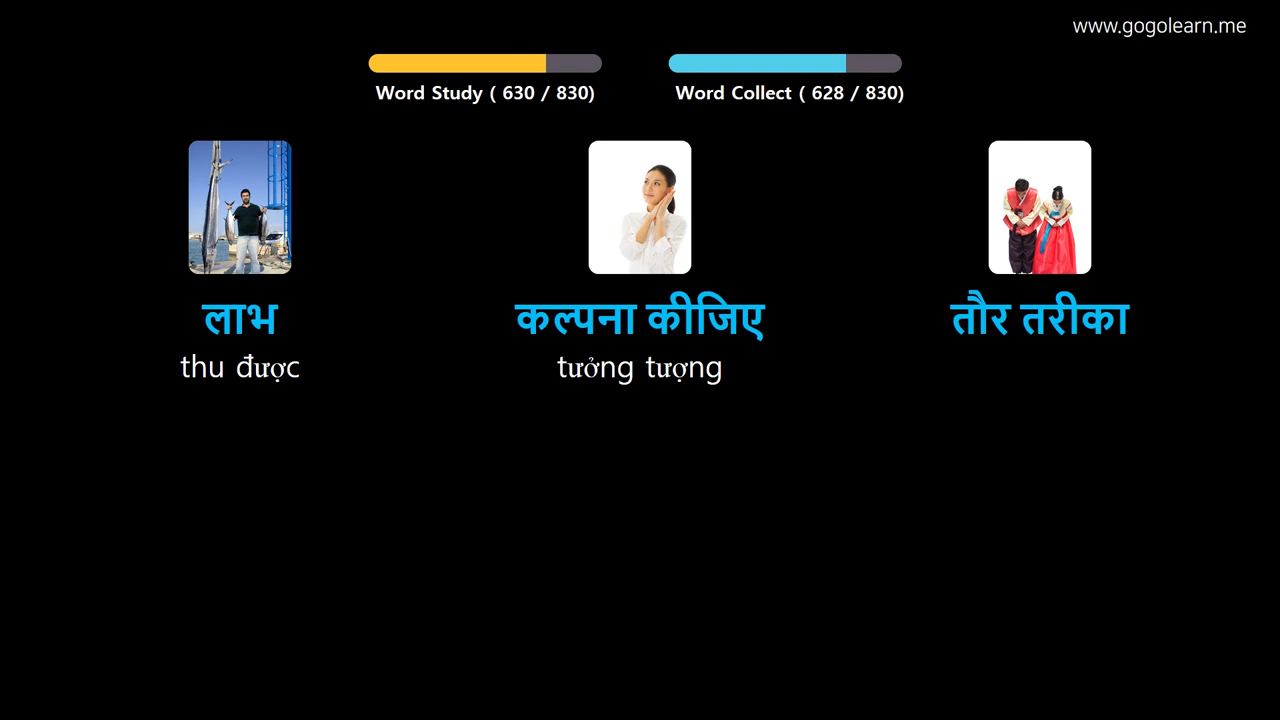 www.gogolearn.me
Word Study ( 630 / 830)
Word Collect ( 628 / 830)
लाभ
thu được
कल्पना कीजिए
tưởng tượng
तौर तरीका